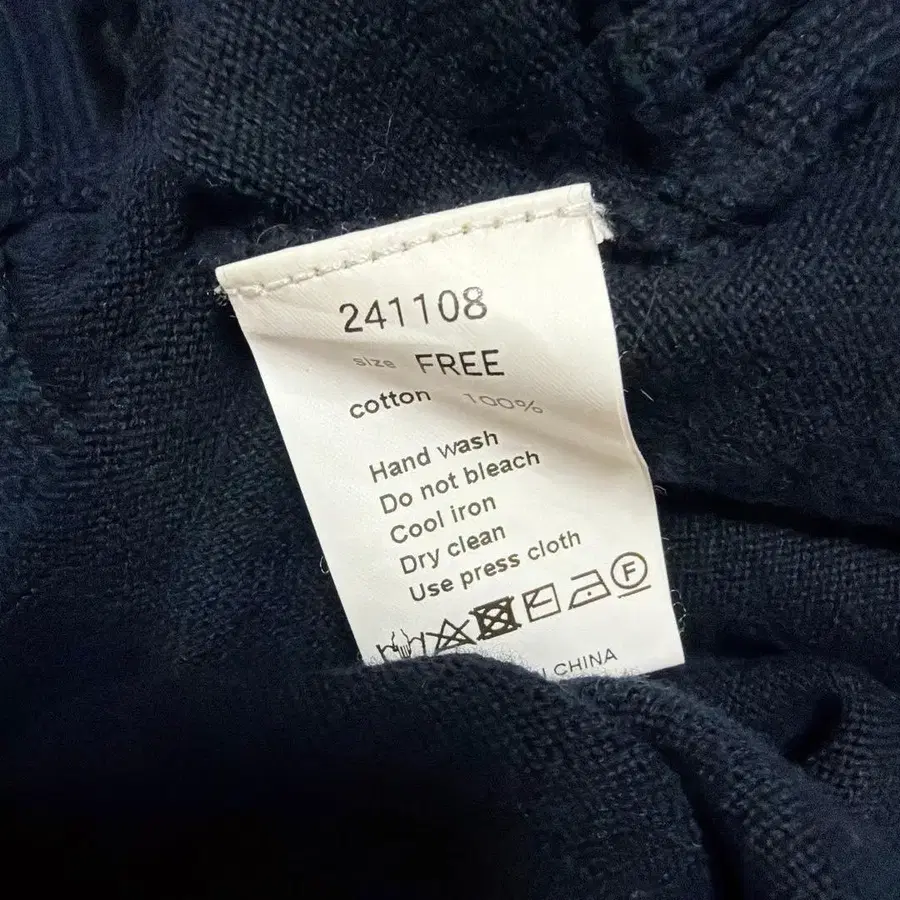 241108
size FREE
cotton 100%
Hand wash
Do not bleach
Cool iron
Dry clean
Use press cloth
F
CHINA